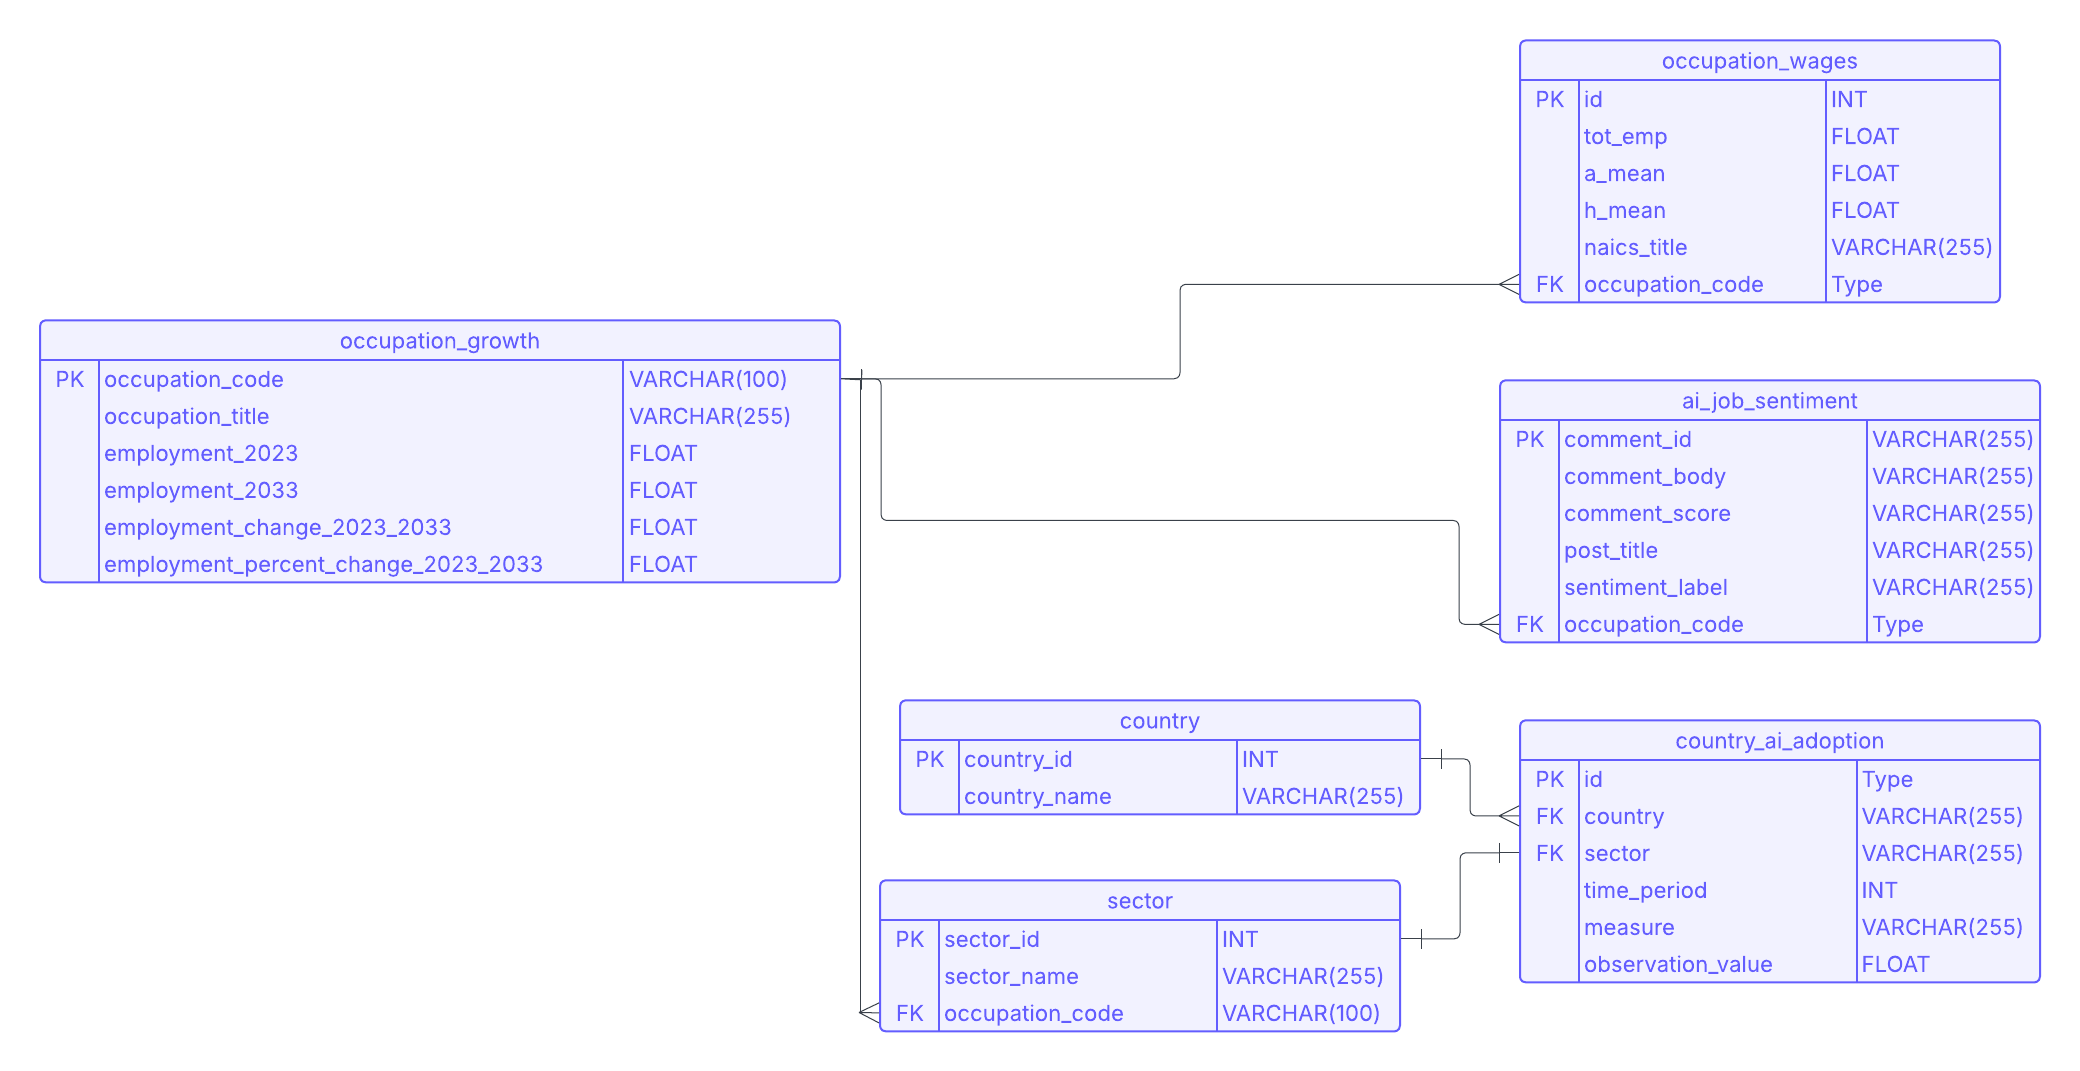 occupation_wages
PK id INT
tot_emp FLOAT
a_mean FLOAT
h_mean FLOAT
naics_title VARCHAR(255)
FK occupation_code Type
occupation_growth
PK occupation_code VARCHAR(100)
occupation_title VARCHAR(255)
employment_2023 FLOAT
employment_2033 FLOAT
employment_change_2023_2033 FLOAT
employment_percent_change_2023_2033 FLOAT
ai_job_sentiment
PK comment_id VARCHAR(255)
comment_body VARCHAR(255)
comment_score VARCHAR(255)
post_title VARCHAR(255)
sentiment_label VARCHAR(255)
FK occupation_code Type
country
PK country_id INT
country_name VARCHAR(255)
country_ai_adoption
PK id Type
FK country VARCHAR(255)
FK sector VARCHAR(255)
time_period INT
measure VARCHAR(255)
observation_value FLOAT
sector
PK sector_id INT
sector_name VARCHAR(255)
FK occupation_code VARCHAR(100)